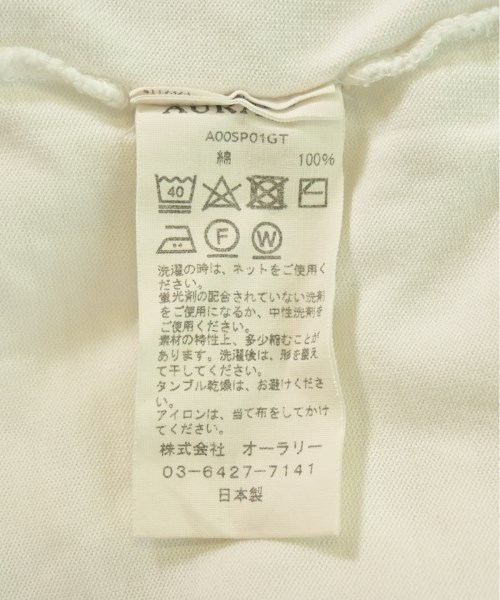 A00SP01GT
綿 100%
40
F W
洗濯の時は、ネットをご使用く
ださい。
蛍光剤の配合されていない洗剤
をご使用になるか、中性洗剤を
ご使用ください。
素材の特性上、多少縮むことが
あります。洗濯後は、形を整え
て干してください。
タンブル乾燥は、お避けくださ
い。
アイロンは、当て布をしてかけ
てください。
株式会社 オーラリー
03-6427-7141
日本製